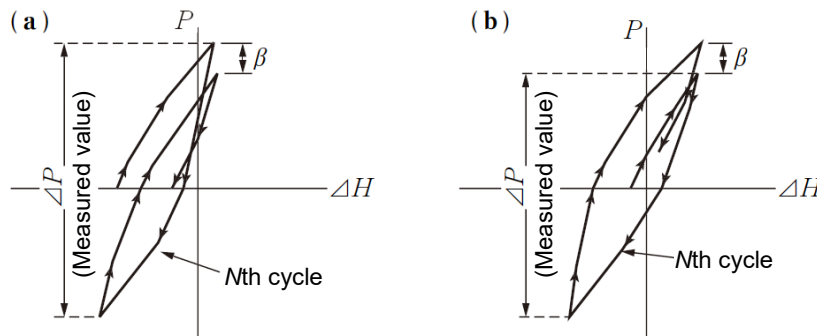 (a)
P
β
ΔP
(Measured value)
ΔH
Nth cycle
(b)
P
β
ΔP
(Measured value)
ΔH
Nth cycle